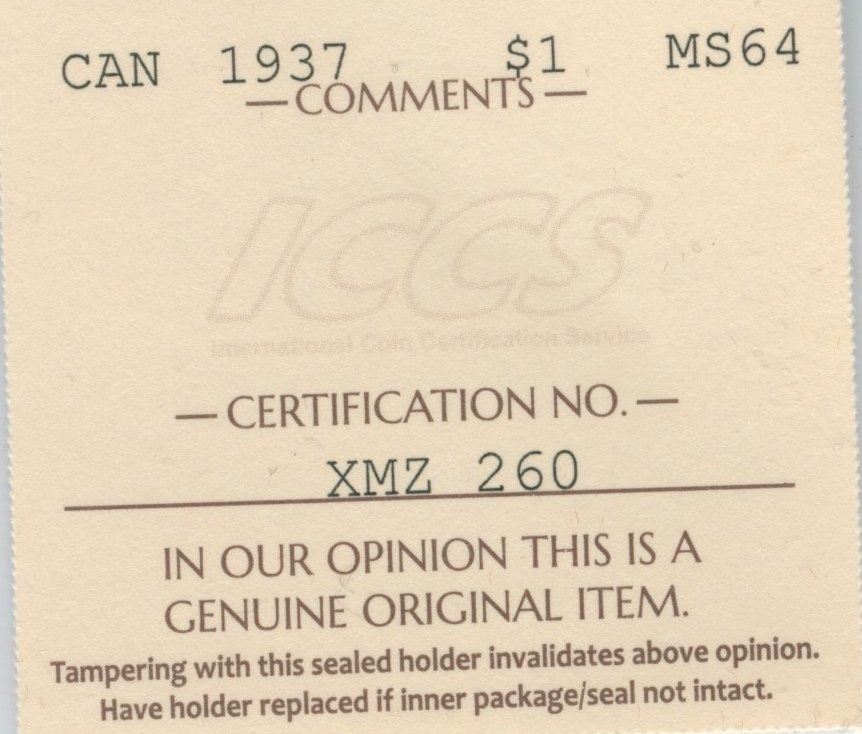 CAN 1937 $1 MS64
— COMMENTS —
ICCS
International Coin Certification Service
— CERTIFICATION NO. —
XMZ 260
IN OUR OPINION THIS IS A
GENUINE ORIGINAL ITEM.
Tampering with this sealed holder invalidates above opinion.
Have holder replaced if inner package/seal not intact.